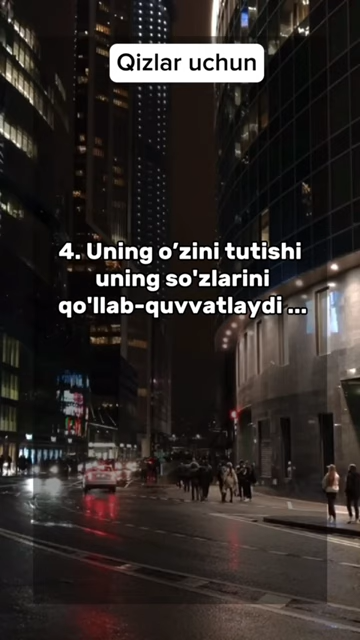 Qizlar uchun
4. Uning o’zini tutishi
uning so'zlarini
qo'llab-quvvatlaydi ...